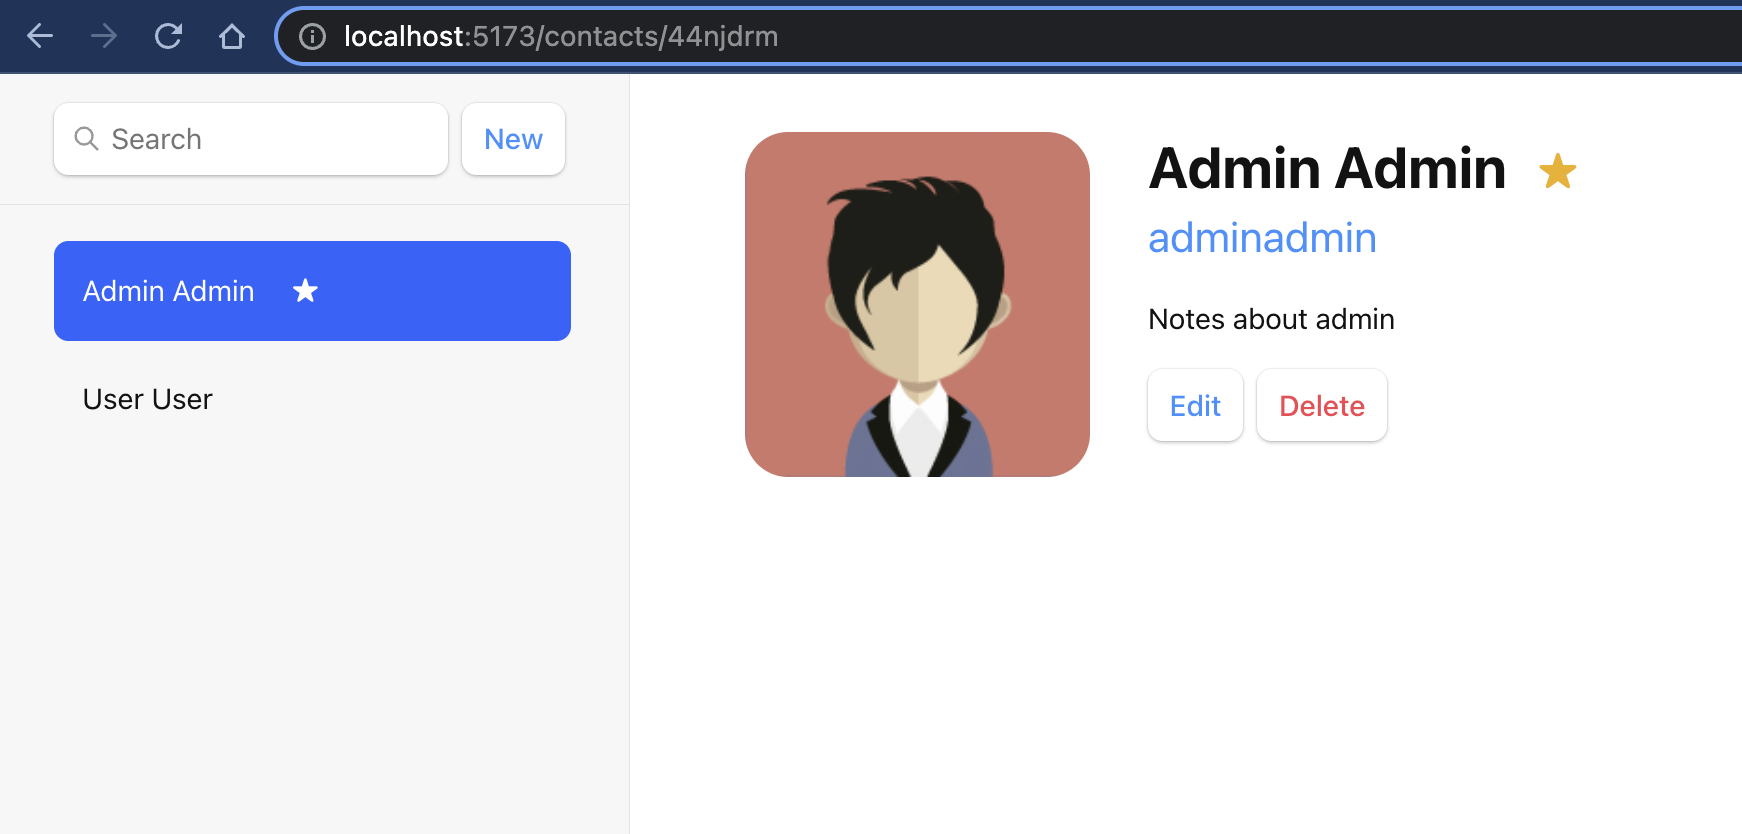 localhost:5173/contacts/44njdrm
Search
New
Admin Admin ★
User User
Admin Admin ★
adminadmin
Notes about admin
Edit
Delete